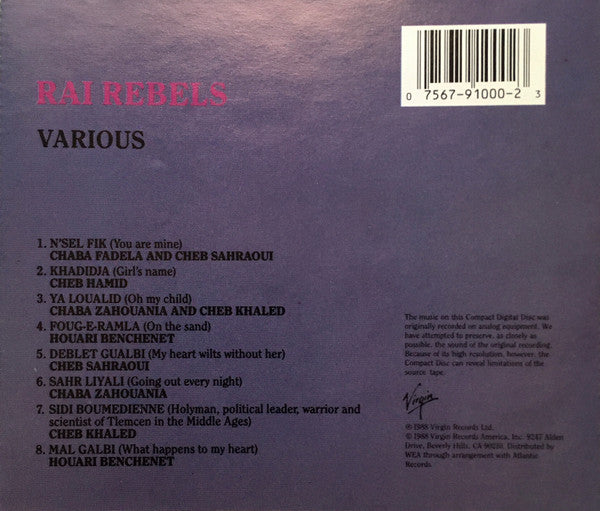 RAI REBELS
VARIOUS
0 7567-91000-2 3
1. N'SEL FIK (You are mine)
CHABA FADELA AND CHEB SAHRAOUI
2. KHADIDJA (Girl's name)
CHEB HAMID
3. YA LOUALID (Oh my child)
CHABA ZAHOUANIA AND CHEB KHALED
4. FOUG-E-RAMLA (On the sand)
HOUARI BENCHENET
5. DEBLET GUALBI (My heart wilts without her)
CHEB SAHRAOUI
6. SAHR LIYALI (Going out every night)
CHABA ZAHOUANIA
7. SIDI BOUMEDIENNE (Holyman, political leader, warrior and
scientist of Tlemcen in the Middle Ages)
CHEB KHALED
8. MAL GALBI (What happens to my heart)
HOUARI BENCHENET
The music on this Compact Digital Disc was
originally recorded on analog equipment. We
have attempted to preserve, as closely as
possible, the sound of the original recording.
Because of its high resolution, however, the
Compact Disc can reveal limitations of the
source tape.
Virgin
℗ 1988 Virgin Records Ltd.
© 1988 Virgin Records America, Inc. 9247 Alden
Drive, Beverly Hills, CA 90210. Distributed by
WEA through arrangement with Atlantic
Records.